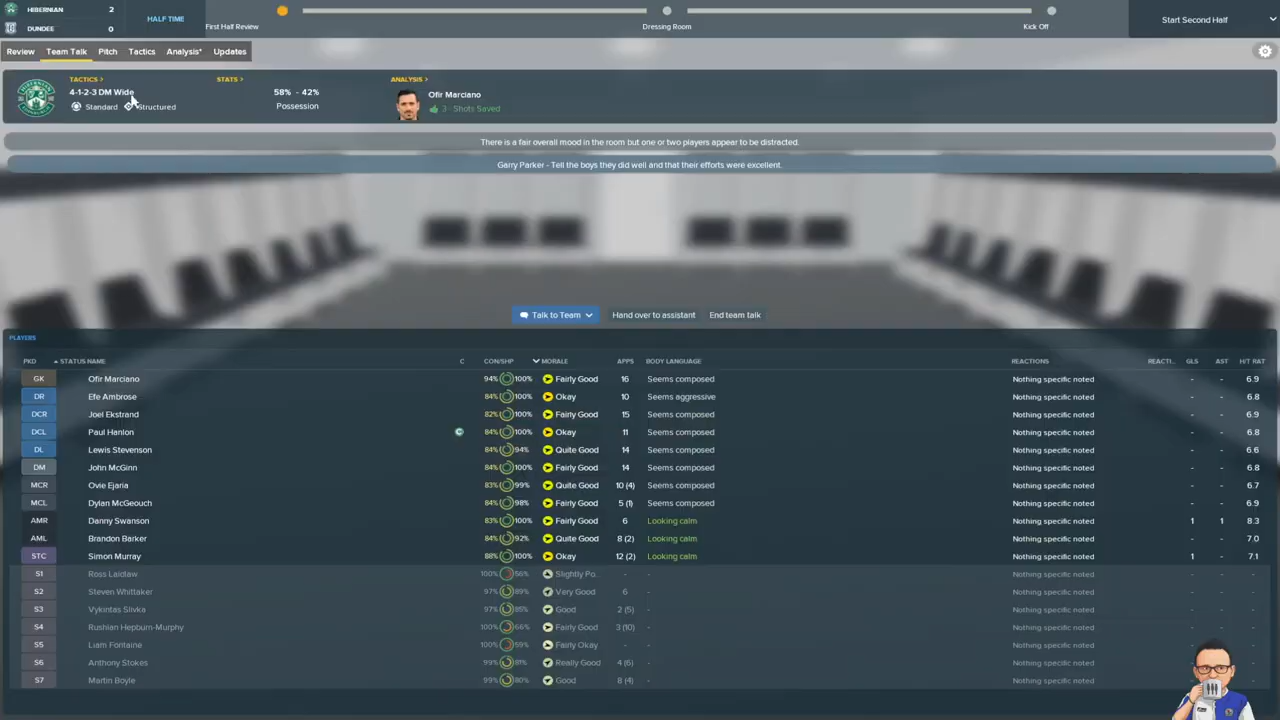 HIBERNIAN 2
DUNDEE 0
HALF TIME
First Half Review
Dressing Room
Kick Off
Start Second Half
Review Team Talk Pitch Tactics Analysis* Updates
TACTICS > STATS > ANALYSIS >
4-1-2-3 DM Wide 58% - 42% Ofir Marciano
Standard Structured Possession 3 - Shots Saved
There is a fair overall mood in the room but one or two players appear to be distracted.
Garry Parker - Tell the boys they did well and that their efforts were excellent.
Talk to Team Hand over to assistant End team talk
PLAYERS
PKD STATUS NAME C CON/SHP MORALE APPS BODY LANGUAGE REACTIONS REACTI... GLS AST H/T RAT
GK Ofir Marciano 94% 100% Fairly Good 16 Seems composed Nothing specific noted - - 6.9
DR Efe Ambrose 84% 100% Okay 10 Seems aggressive Nothing specific noted - - 6.8
DCR Joel Ekstrand 82% 100% Fairly Good 15 Seems composed Nothing specific noted - - 6.9
DCL Paul Hanlon C 84% 100% Okay 11 Seems composed Nothing specific noted - - 6.8
DL Lewis Stevenson 84% 94% Quite Good 14 Seems composed Nothing specific noted - - 6.6
DM John McGinn 84% 100% Fairly Good 14 Seems composed Nothing specific noted - - 6.8
MCR Ovie Ejaria 83% 99% Quite Good 10 (4) Seems composed Nothing specific noted - - 6.7
MCL Dylan McGeouch 84% 98% Fairly Good 5 (1) Seems composed Nothing specific noted - - 6.9
AMR Danny Swanson 83% 100% Fairly Good 6 Looking calm Nothing specific noted 1 1 8.3
AML Brandon Barker 84% 92% Quite Good 8 (2) Looking calm Nothing specific noted - - 7.0
STC Simon Murray 88% 100% Okay 12 (2) Looking calm Nothing specific noted 1 - 7.1
S1 Ross Laidlaw 100% 56% Slightly Po... - - Nothing specific noted - - -
S2 Steven Whittaker 97% 89% Very Good 6 - Nothing specific noted - - -
S3 Vykintas Slivka 97% 85% Good 2 (5) - Nothing specific noted - - -
S4 Rushian Hepburn-Murphy 100% 66% Fairly Good 3 (10) - Nothing specific noted - - -
S5 Liam Fontaine 100% 59% Fairly Okay - - Nothing specific noted - - -
S6 Anthony Stokes 99% 81% Really Good 4 (6) - Nothing specific noted - - -
S7 Martin Boyle 99% 80% Good 8 (4) - Nothing specific noted - - -